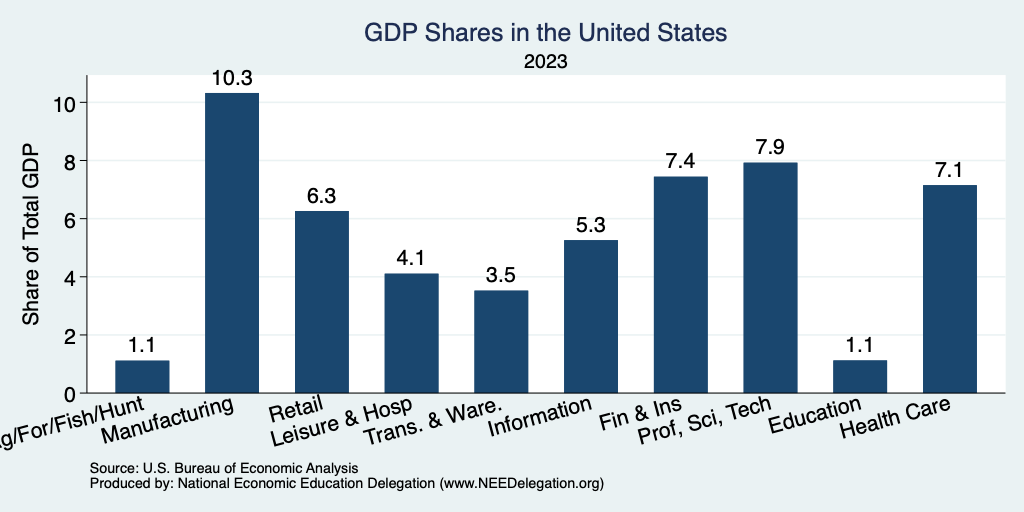 GDP Shares in the United States
2023
Share of Total GDP
10
8
6
4
2
0
1.1
10.3
6.3
4.1
3.5
5.3
7.4
7.9
1.1
7.1
g/For/Fish/Hunt
Manufacturing
Retail
Leisure & Hosp
Trans. & Ware.
Information
Fin & Ins
Prof, Sci, Tech
Education
Health Care
Source: U.S. Bureau of Economic Analysis
Produced by: National Economic Education Delegation (www.NEEDelegation.org)